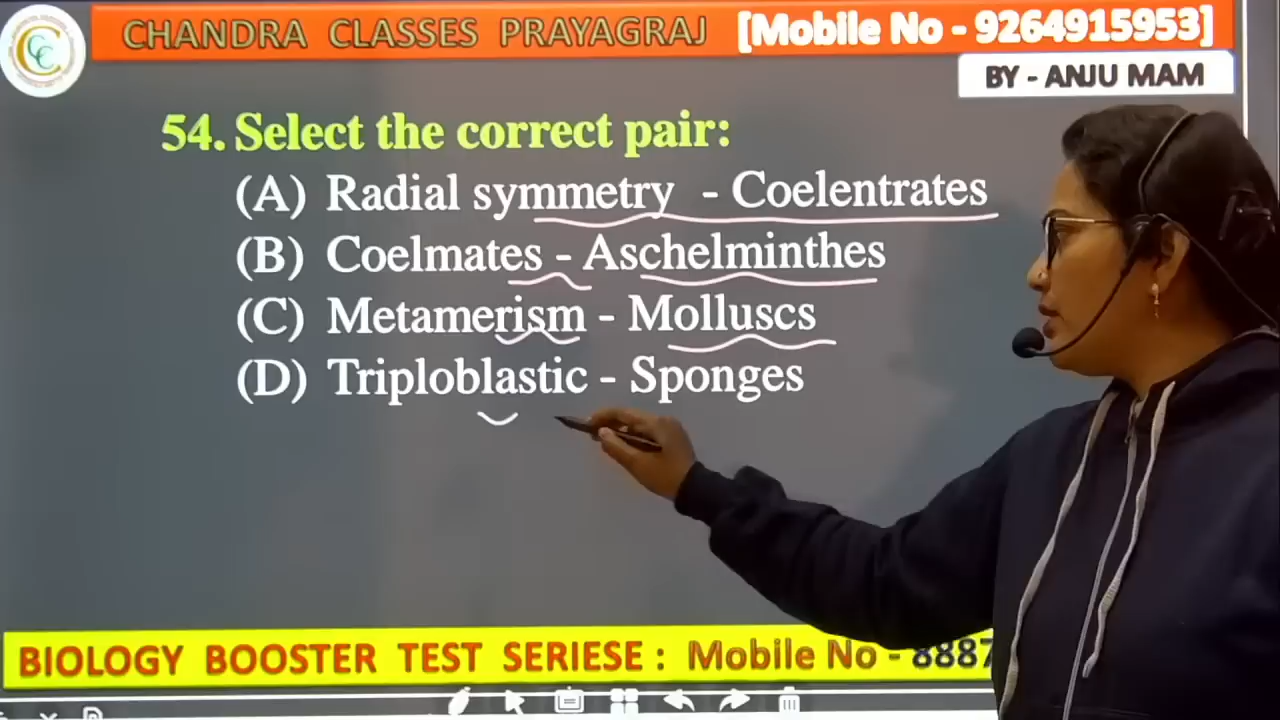 CHANDRA CLASSES PRAYAGRAJ [Mobile No - 9264915953]
CCC
BY - ANJU MAM
54. Select the correct pair:
(A) Radial symmetry - Coelentrates
(B) Coelmates - Aschelminthes
(C) Metamerism - Molluscs
(D) Triploblastic - Sponges
BIOLOGY BOOSTER TEST SERIESE : Mobile No - 8887